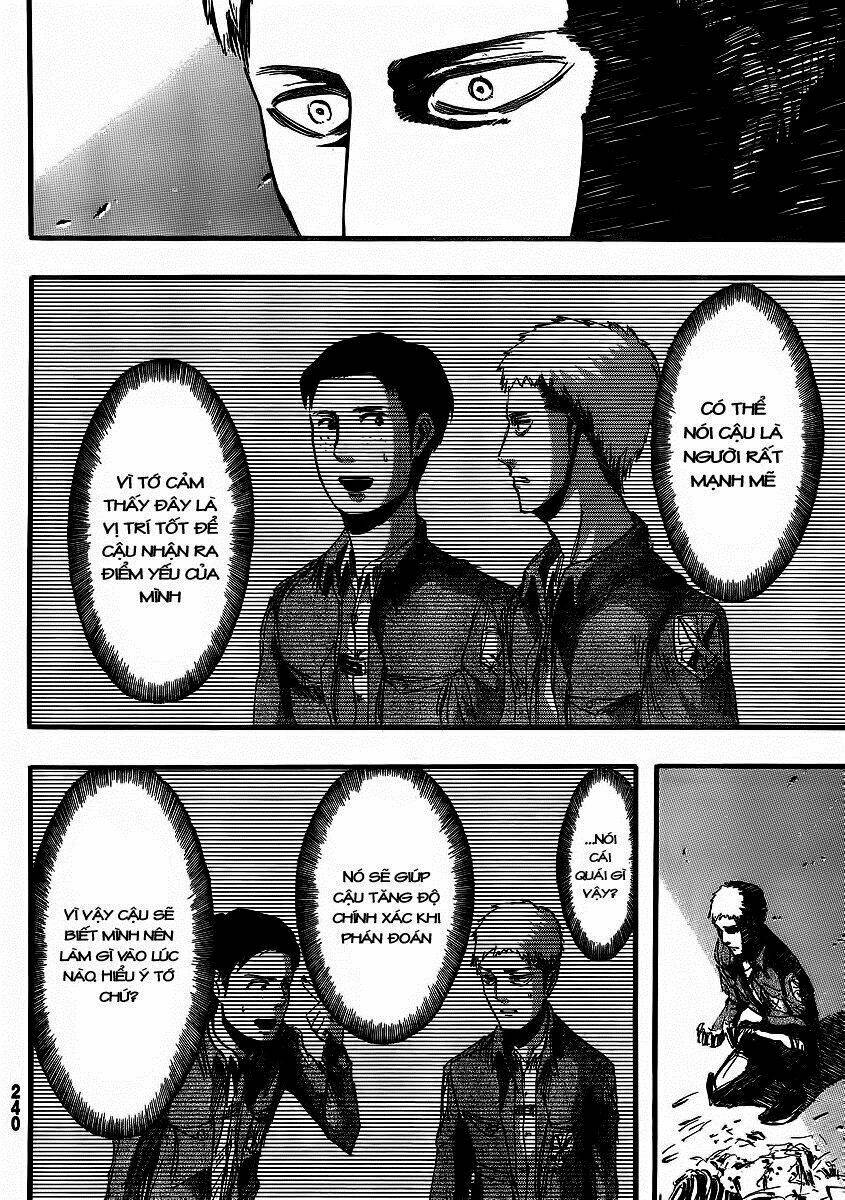 CÓ THỂ
NÓI CẬU LÀ
NGƯỜI RẤT
MẠNH MẼ
VÌ TỚ CẢM
THẤY ĐÂY LÀ
VỊ TRÍ TỐT ĐỂ
CẬU NHẬN RA
ĐIỂM YẾU CỦA
MÌNH
...NÓI
CÁI
QUÁI GÌ
VẬY?
NÓ SẼ GIÚP
CẬU TĂNG ĐỘ
CHÍNH XÁC KHI
PHÁN ĐOÁN
VÌ VẬY CẬU SẼ
BIẾT MÌNH NÊN
LÀM GÌ VÀO LÚC
NÀO, HIỂU Ý TỚ
CHỨ?
240